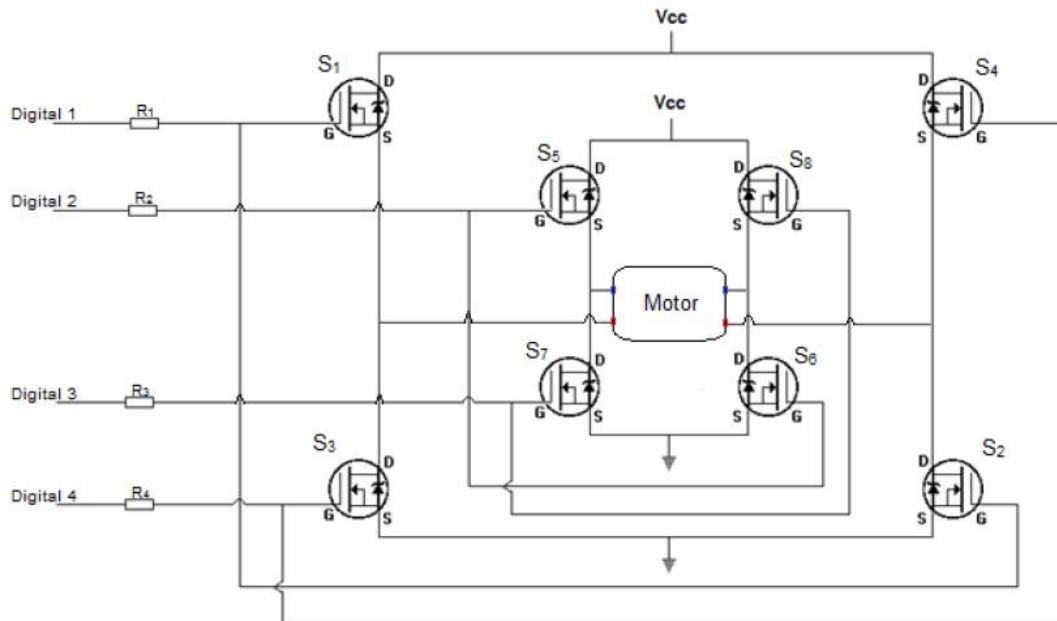 Vcc
S1
D
S4
D
Digital 1
R1
Vcc
G
S
S
G
S5
D
D
S8
Digital 2
R2
G
S
S
G
Motor
S7
D
D
S6
Digital 3
R3
G
S
S
G
S3
D
D
S2
Digital 4
R4
G
S
S
G